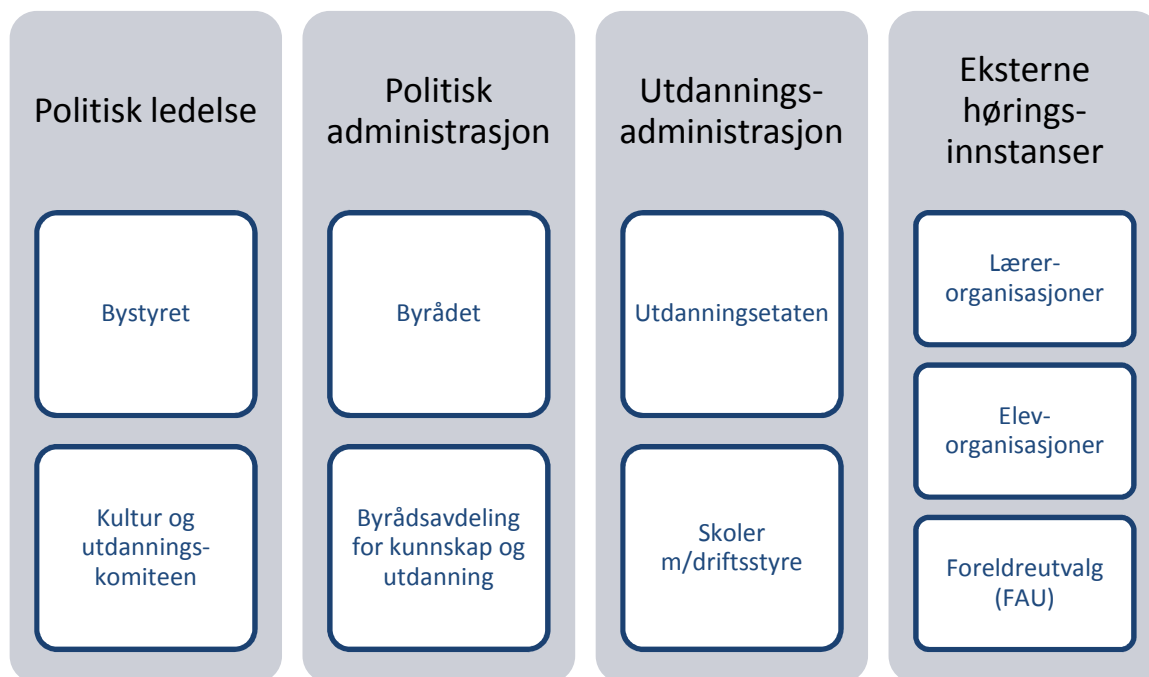 Politisk ledelse
Bystyret
Kultur og
utdannings-
komiteen
Politisk
administrasjon
Byrådet
Byrådsavdeling
for kunnskap og
utdanning
Utdannings-
administrasjon
Utdanningsetaten
Skoler
m/driftsstyre
Eksterne
hørings-
innstanser
Lærer-
organisasjoner
Elev-
organisasjoner
Foreldreutvalg
(FAU)